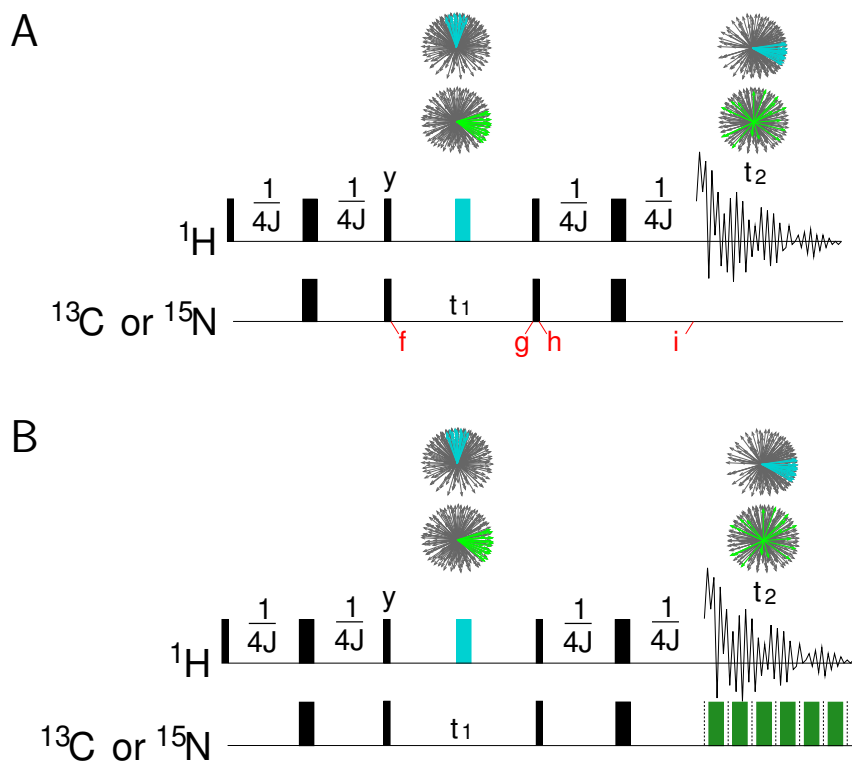 A
y
t₂
1/4J 1/4J 1/4J 1/4J
¹H
¹³C or ¹⁵N t₁
f g h i
B
y
t₂
1/4J 1/4J 1/4J 1/4J
¹H
¹³C or ¹⁵N t₁